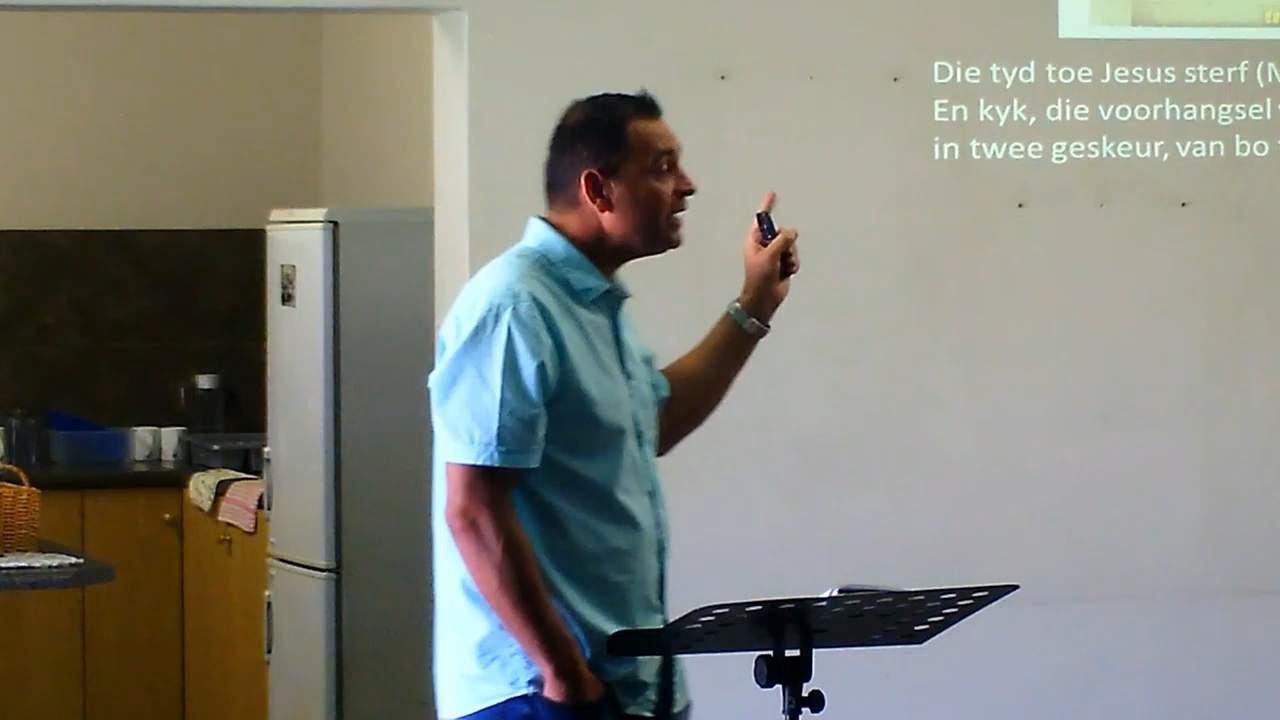 Die tyd toe Jesus sterf (M
En kyk, die voorhangsel
in twee geskeur, van bo